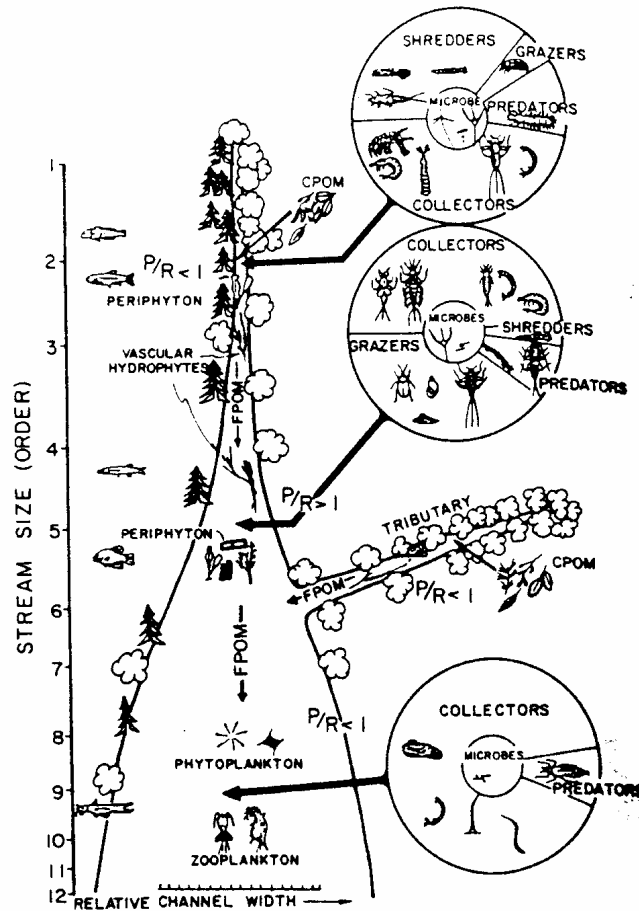 SHREDDERS
GRAZERS
MICROBES
PREDATORS
COLLECTORS
CPOM
1
2
P/R < 1
PERIPHYTON
3
VASCULAR
HYDROPHYTES
FPOM
COLLECTORS
MICROBES
SHREDDERS
GRAZERS
PREDATORS
STREAM SIZE (ORDER)
4
P/R > 1
5
PERIPHYTON
TRIBUTARY
CPOM
FPOM
P/R < 1
6
FPOM
7
P/R < 1
8
PHYTOPLANKTON
COLLECTORS
MICROBES
PREDATORS
9
10
ZOOPLANKTON
11
12
RELATIVE CHANNEL WIDTH